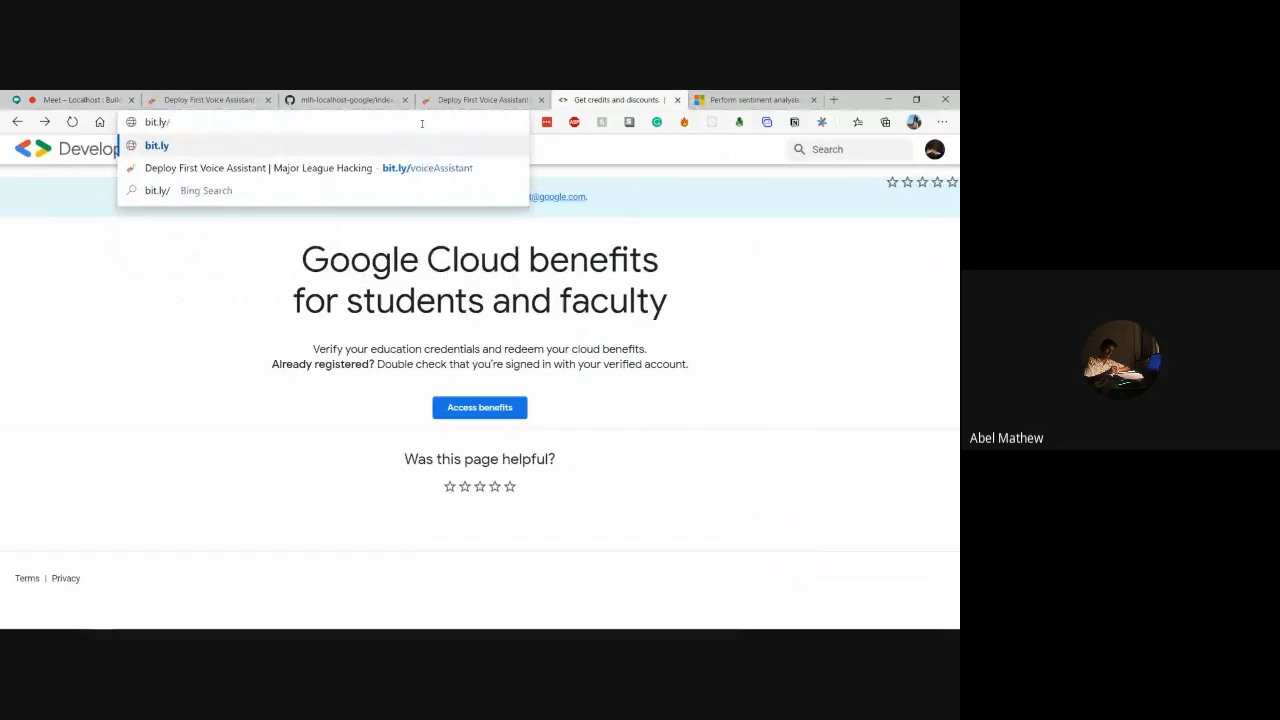 Meet – Localhost : Build
Deploy First Voice Assistant
mlh-localhost-google/index
Deploy First Voice Assistant
Get credits and discounts. |
Perform sentiment analysis
bit.ly/
bit.ly
Develop
Search
Deploy First Voice Assistant | Major League Hacking - bit.ly/voiceAssistant
bit.ly/ - Bing Search
t@google.com.
Google Cloud benefits
for students and faculty
Verify your education credentials and redeem your cloud benefits.
Already registered? Double check that you're signed in with your verified account.
Access benefits
Abel Mathew
Was this page helpful?
Terms | Privacy